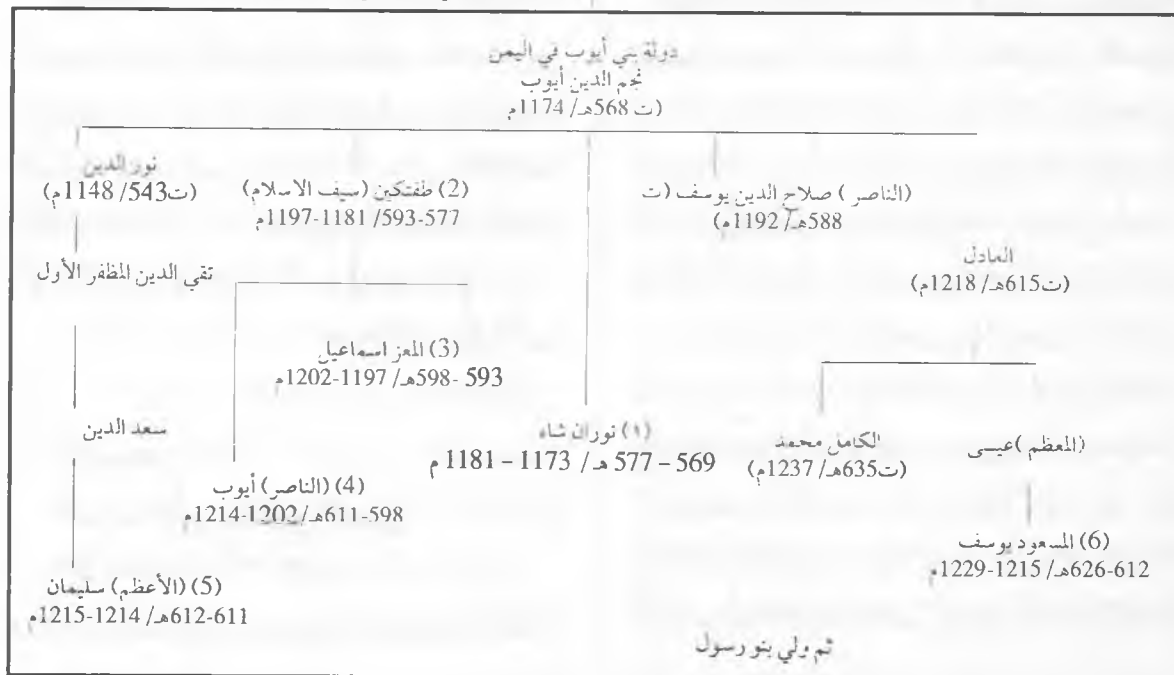 دولة بني أيوب في اليمن
نجم الدين أيوب
(ت 568هـ/ 1174م
(الناصر) صلاح الدين يوسف (ت
588هـ/ 1192م)
(2) طفتكين (سيف الاسلام)
577-593/ 1181-1197م
نور الدين
(ت543/ 1148م)
العادل
(ت615هـ/ 1218م)
تقي الدين المظفر الأول
(3) المعز اسماعيل
593 -598هـ/ 1197-1202م
(المعظم )عيسى
الكامل محمد
(ت635هـ/ 1237م)
(١) نوران شاه
569 – 577 هـ / 1173 – 1181 م
سعد الدين
(4) (الناصر) أيوب
598-611هـ/ 1202-1214م
(6) المسعود يوسف
612-626هـ/ 1215-1229م
(5) (الأعظم) سليمان
611-612هـ/ 1214-1215م
ثم ولي بنو رسول